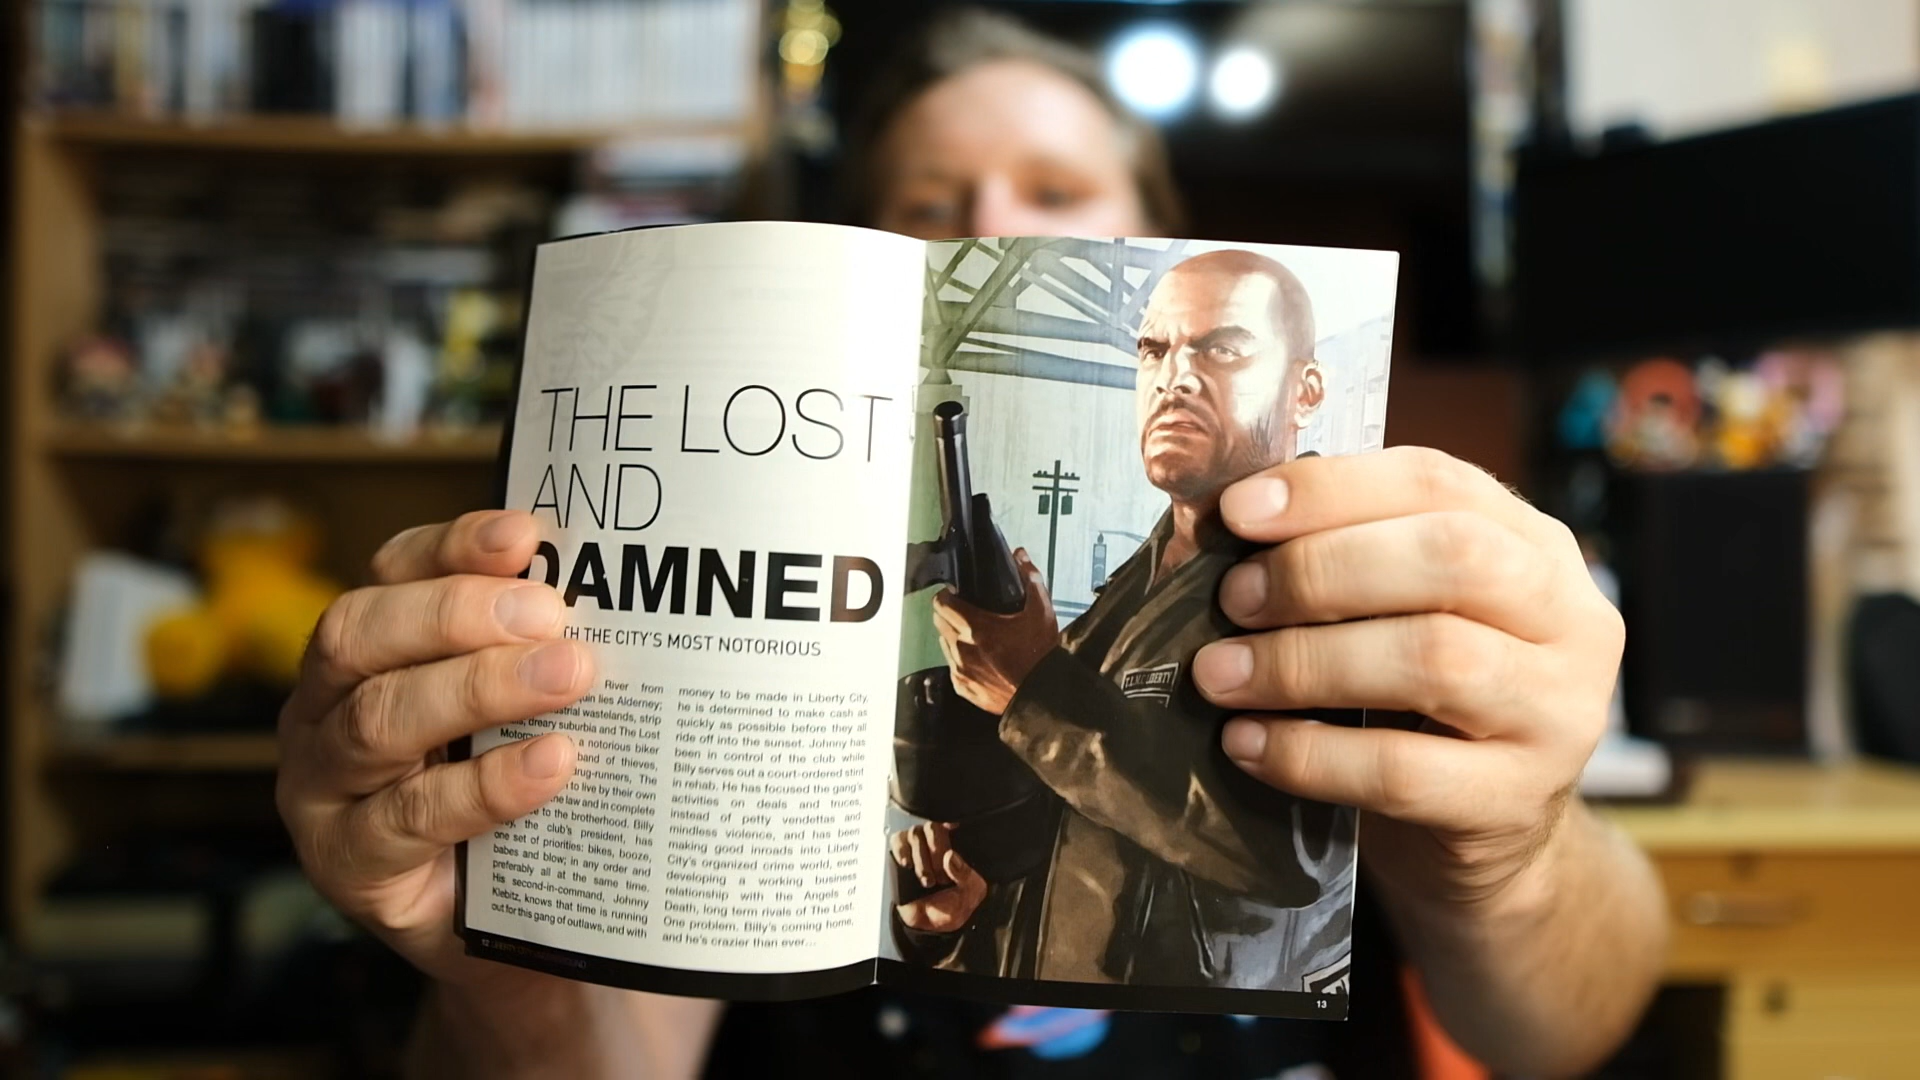 THE LOST
AND
DAMNED
THE CITY'S MOST NOTORIOUS
River from
lies Alderney;
wastelands, strip
dreary suburbia and The Lost
a notorious biker
band of thieves,
drug-runners, The
to live by their own
law and in complete
to the brotherhood. Billy
the club's president, has
one set of priorities: bikes, booze,
babes and blow; in any order and
preferably all at the same time.
His second-in-command, Johnny
Klebitz, knows that time is running
out for this gang of outlaws, and with
money to be made in Liberty City,
he is determined to make cash as
quickly as possible before they all
ride off into the sunset. Johnny has
been in control of the club while
Billy serves out a court-ordered stint
in rehab. He has focused the gang's
activities on deals and truces,
instead of petty vendettas and
mindless violence, and has been
making good inroads into Liberty
City's organized crime world, even
developing a working business
relationship with the Angels of
Death, long term rivals of The Lost.
One problem. Billy's coming home,
and he's crazier than ever...
12
LIBERTY
13